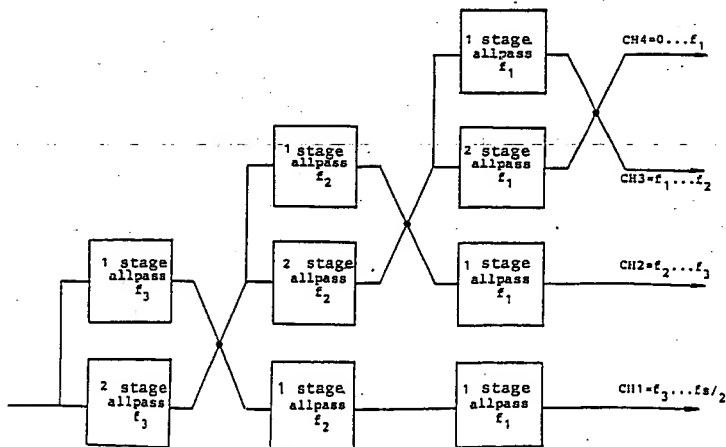 1 stage
allpass
f1
CH4=0...f1
1 stage
allpass
f2
2 stage
allpass
f1
CH3=f1...f2
1 stage
allpass
f3
2 stage
allpass
f2
1 stage
allpass
f1
CH2=f2...f3
2 stage
allpass
f3
1 stage
allpass
f2
1 stage
allpass
f1
CH1=f3...fs/2